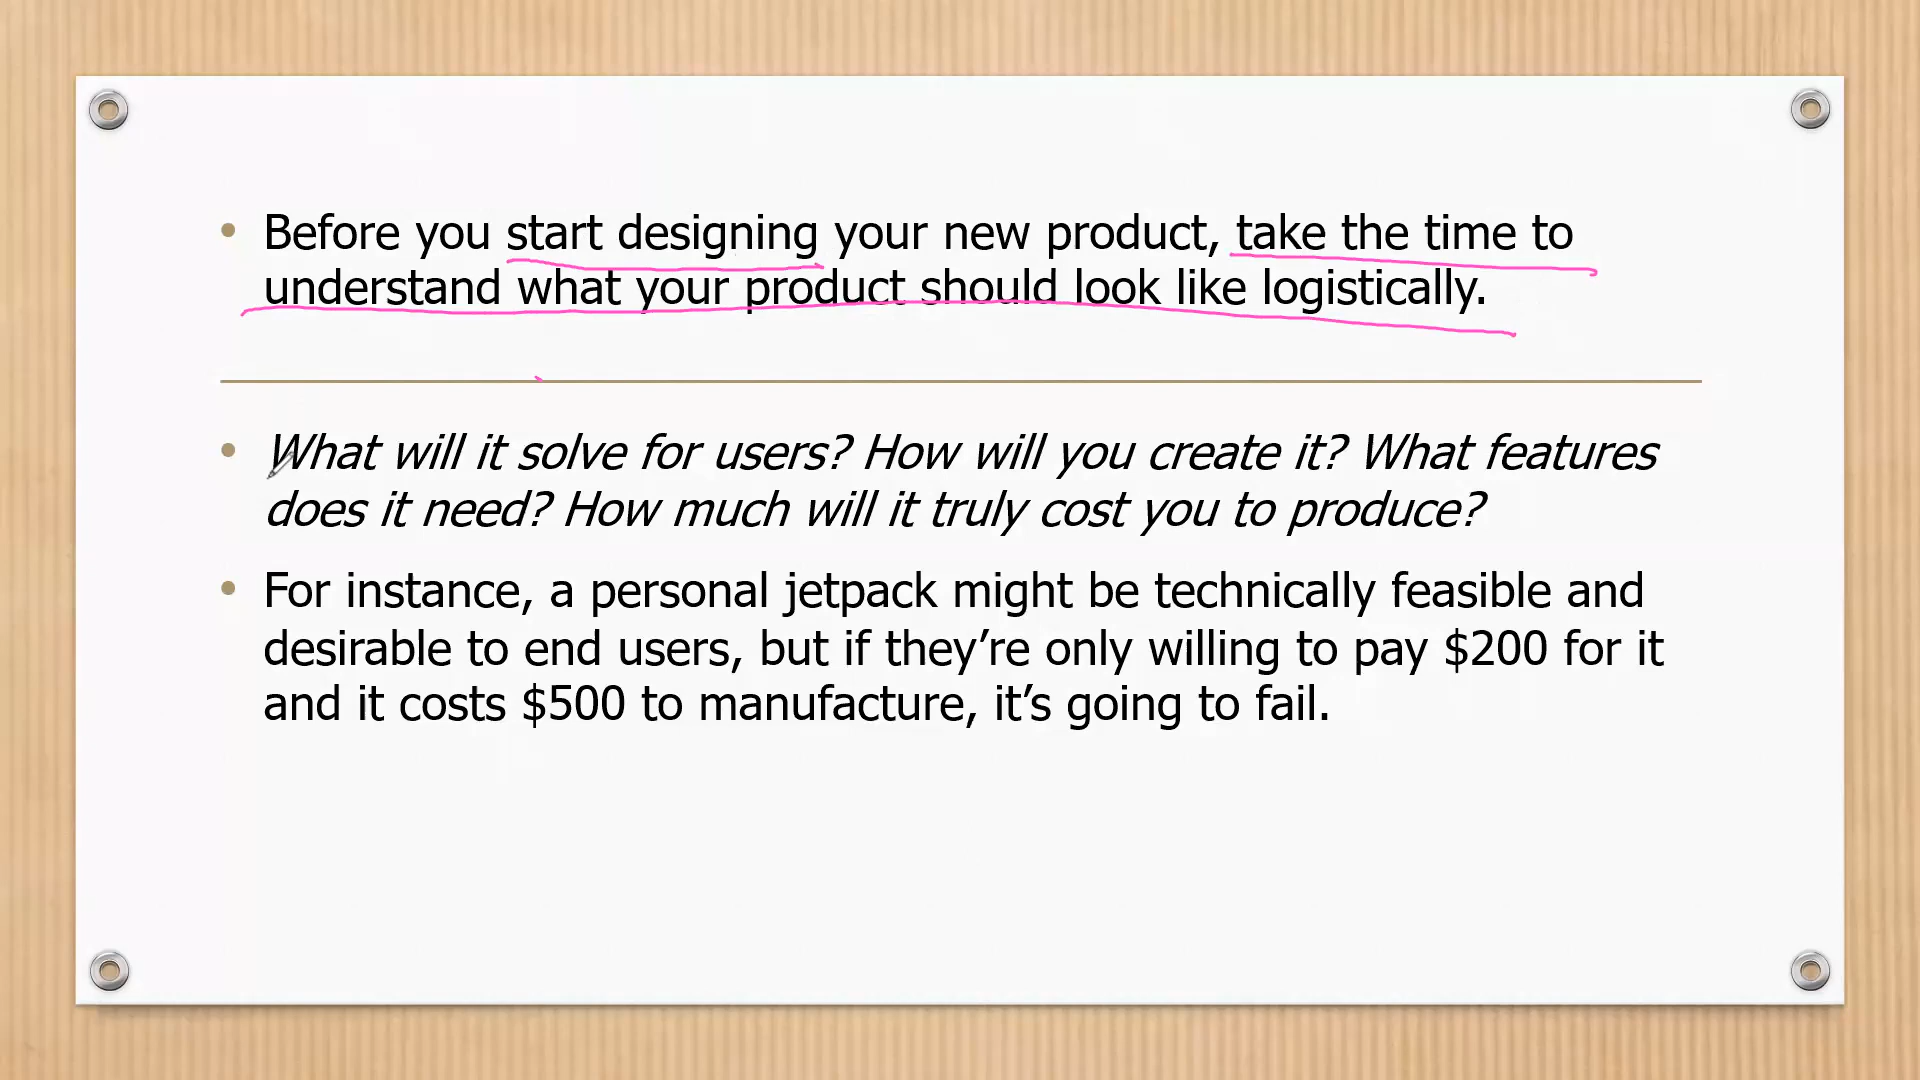 • Before you start designing your new product, take the time to
understand what your product should look like logistically.
• What will it solve for users? How will you create it? What features
does it need? How much will it truly cost you to produce?
• For instance, a personal jetpack might be technically feasible and
desirable to end users, but if they’re only willing to pay $200 for it
and it costs $500 to manufacture, it’s going to fail.